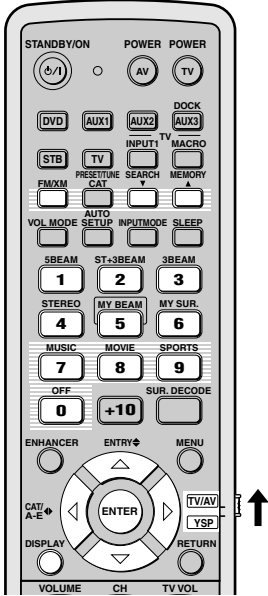 STANDBY/ON POWER POWER
⏻/I AV TV
DOCK
DVD AUX1 AUX2 AUX3
INPUT1 TV MACRO
STB TV
PRESET/TUNE SEARCH MEMORY
FM/XM CAT ▼ ▲
AUTO
VOL MODE SETUP INPUTMODE SLEEP
5BEAM ST+3BEAM 3BEAM
1 2 3
STEREO MY BEAM MY SUR.
4 5 6
MUSIC MOVIE SPORTS
7 8 9
OFF SUR. DECODE
0 +10
ENHANCER ENTRY MENU
CAT/
A-E
ENTER
TV/AV
YSP
DISPLAY RETURN
VOLUME CH TV VOL